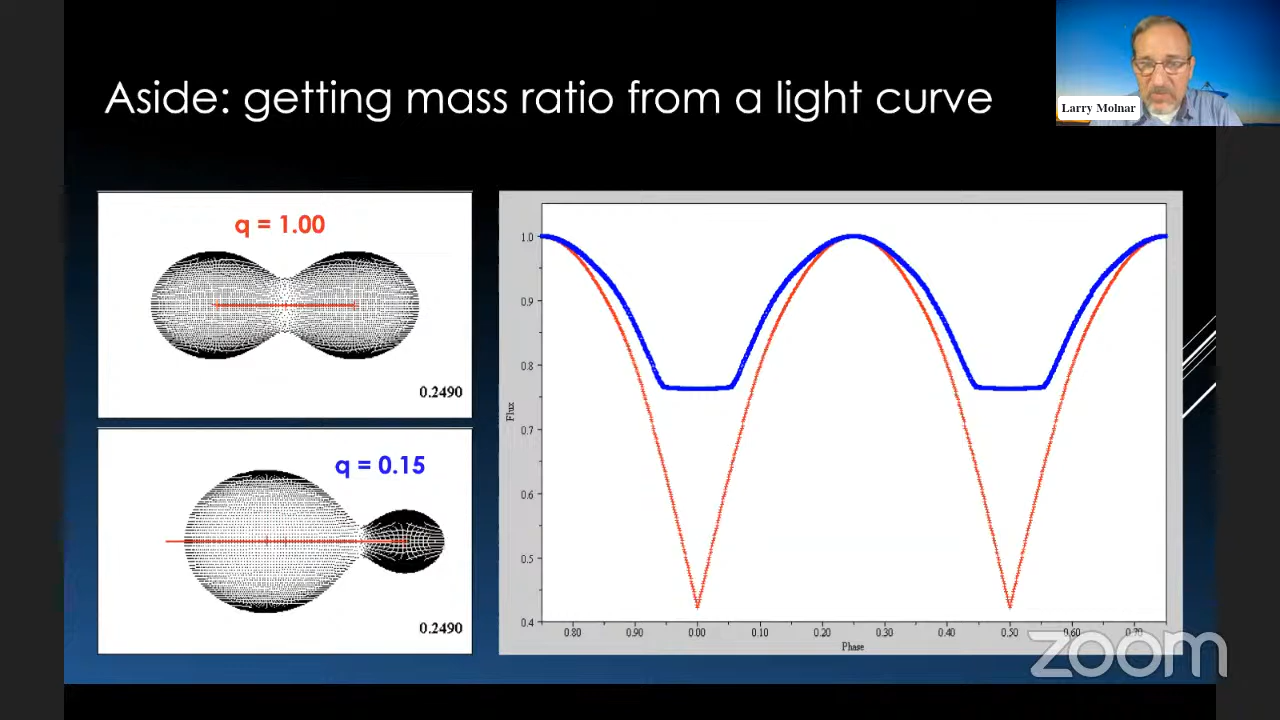 Aside: getting mass ratio from a light curve
Larry Molnar
q = 1.00
0.2490
q = 0.15
0.2490
1.0
0.9
0.8
0.7
0.6
0.5
0.4
Flux
0.80 0.90 0.00 0.10 0.20 0.30 0.40 0.50 0.60 0.70
Phase
zoom